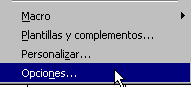 Macro
Plantillas y complementos...
Personalizar...
Opciones...